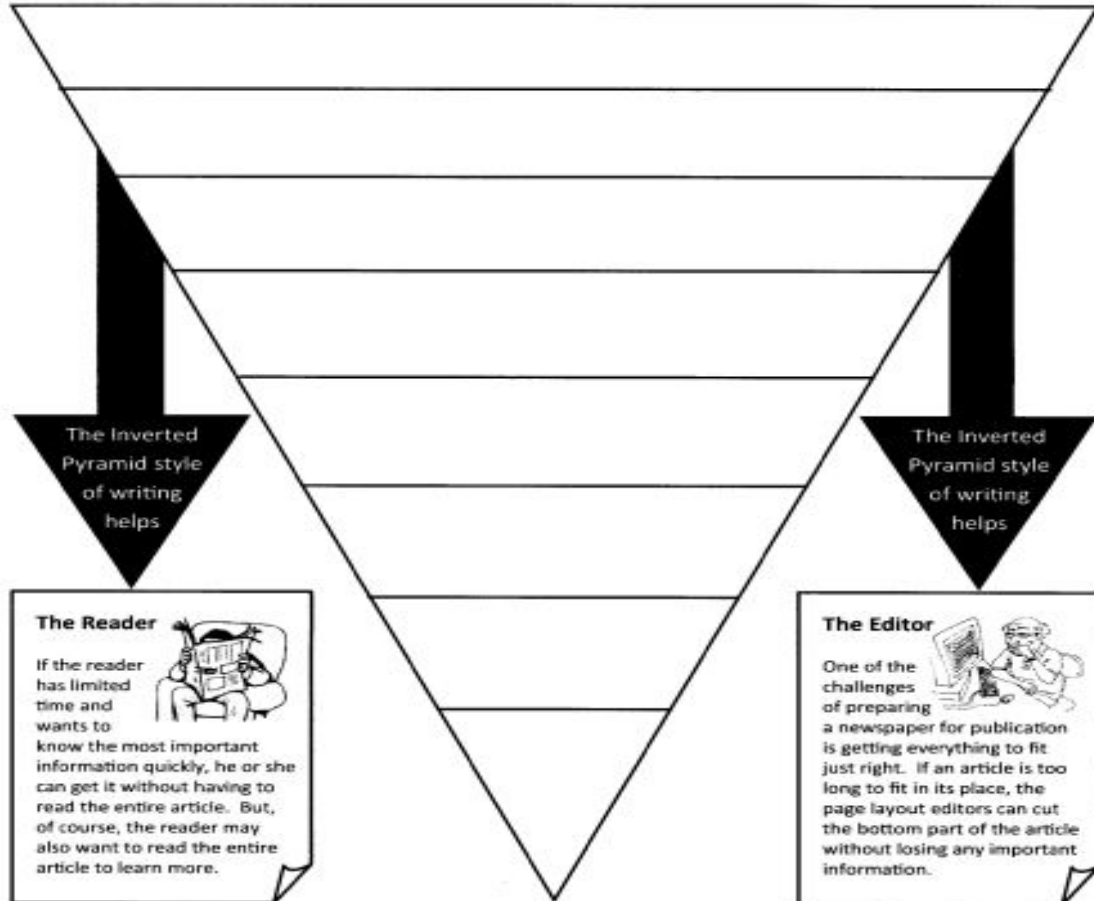 The Inverted
Pyramid style
of writing
helps
The Inverted
Pyramid style
of writing
helps
The Reader
If the reader
has limited
time and
wants to
know the most important
information quickly, he or she
can get it without having to
read the entire article.  But,
of course, the reader may
also want to read the entire
article to learn more.
The Editor
One of the
challenges
of preparing
a newspaper for publication
is getting everything to fit
just right.  If an article is too
long to fit in its place, the
page layout editors can cut
the bottom part of the article
without losing any important
information.